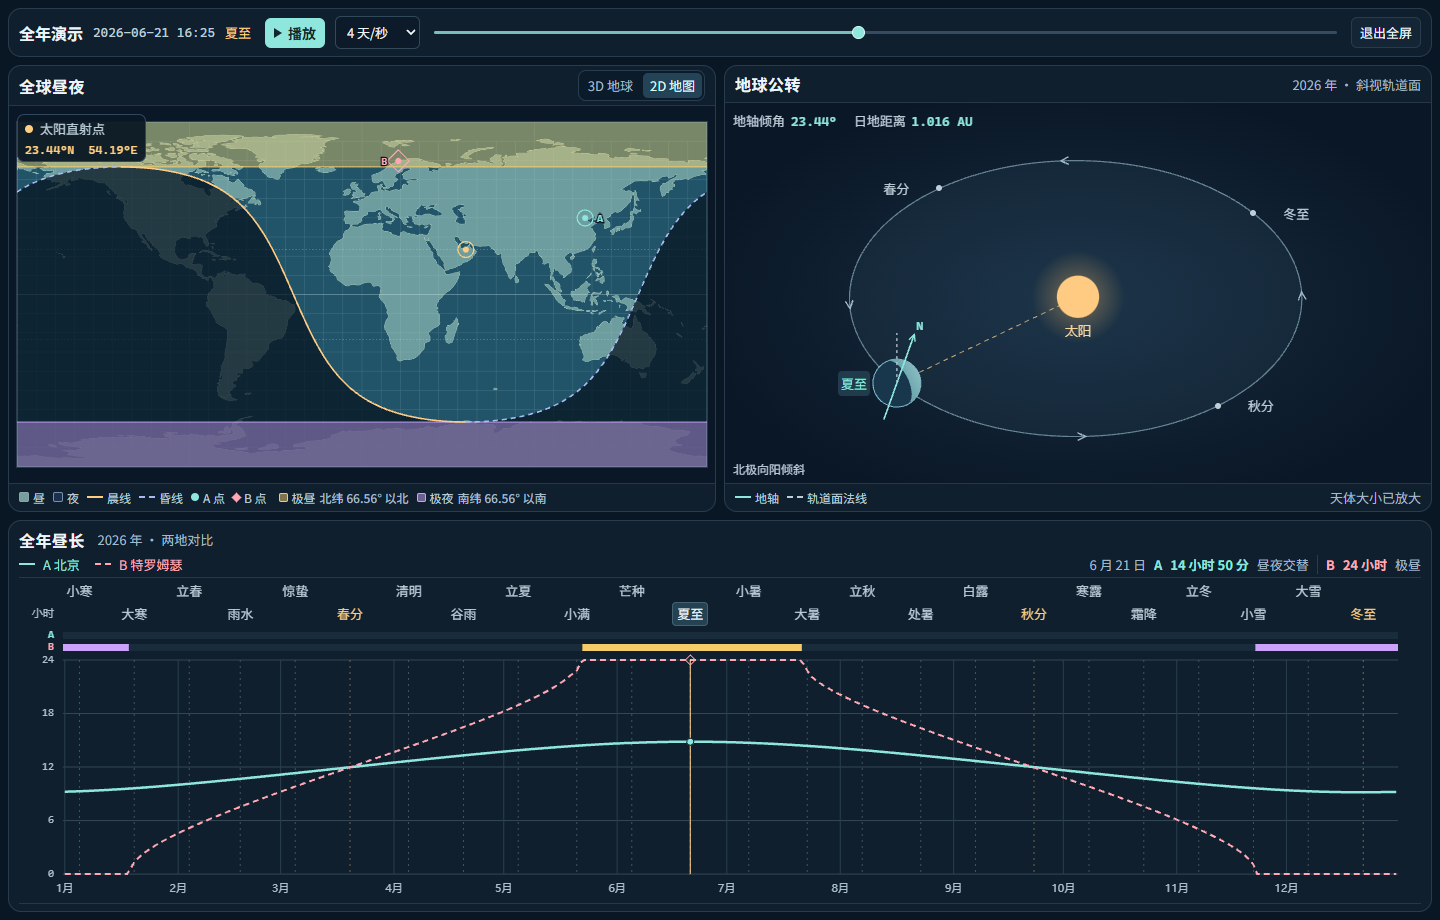 全年演示 2026-06-21 16:25 夏至 播放 4 天/秒 退出全屏
全球昼夜 3D 地球 2D 地图
太阳直射点
23.44°N 54.19°E
B
A
昼 夜 晨线 昏线 A 点 B 点 极昼 北纬 66.56° 以北 极夜 南纬 66.56° 以南
地球公转 2026 年 · 斜视轨道面
地轴倾角 23.44° 日地距离 1.016 AU
春分
冬至
太阳
N
夏至
秋分
北极向阳倾斜
地轴 轨道面法线 天体大小已放大
全年昼长 2026 年 · 两地对比
A 北京 B 特罗姆瑟 6 月 21 日 A 14 小时 50 分 昼夜交替 B 24 小时 极昼
小寒 立春 惊蛰 清明 立夏 芒种 小暑 立秋 白露 寒露 立冬 大雪
小时 大寒 雨水 春分 谷雨 小满 夏至 大暑 处暑 秋分 霜降 小雪 冬至
A
B
24
18
12
6
0
1月 2月 3月 4月 5月 6月 7月 8月 9月 10月 11月 12月